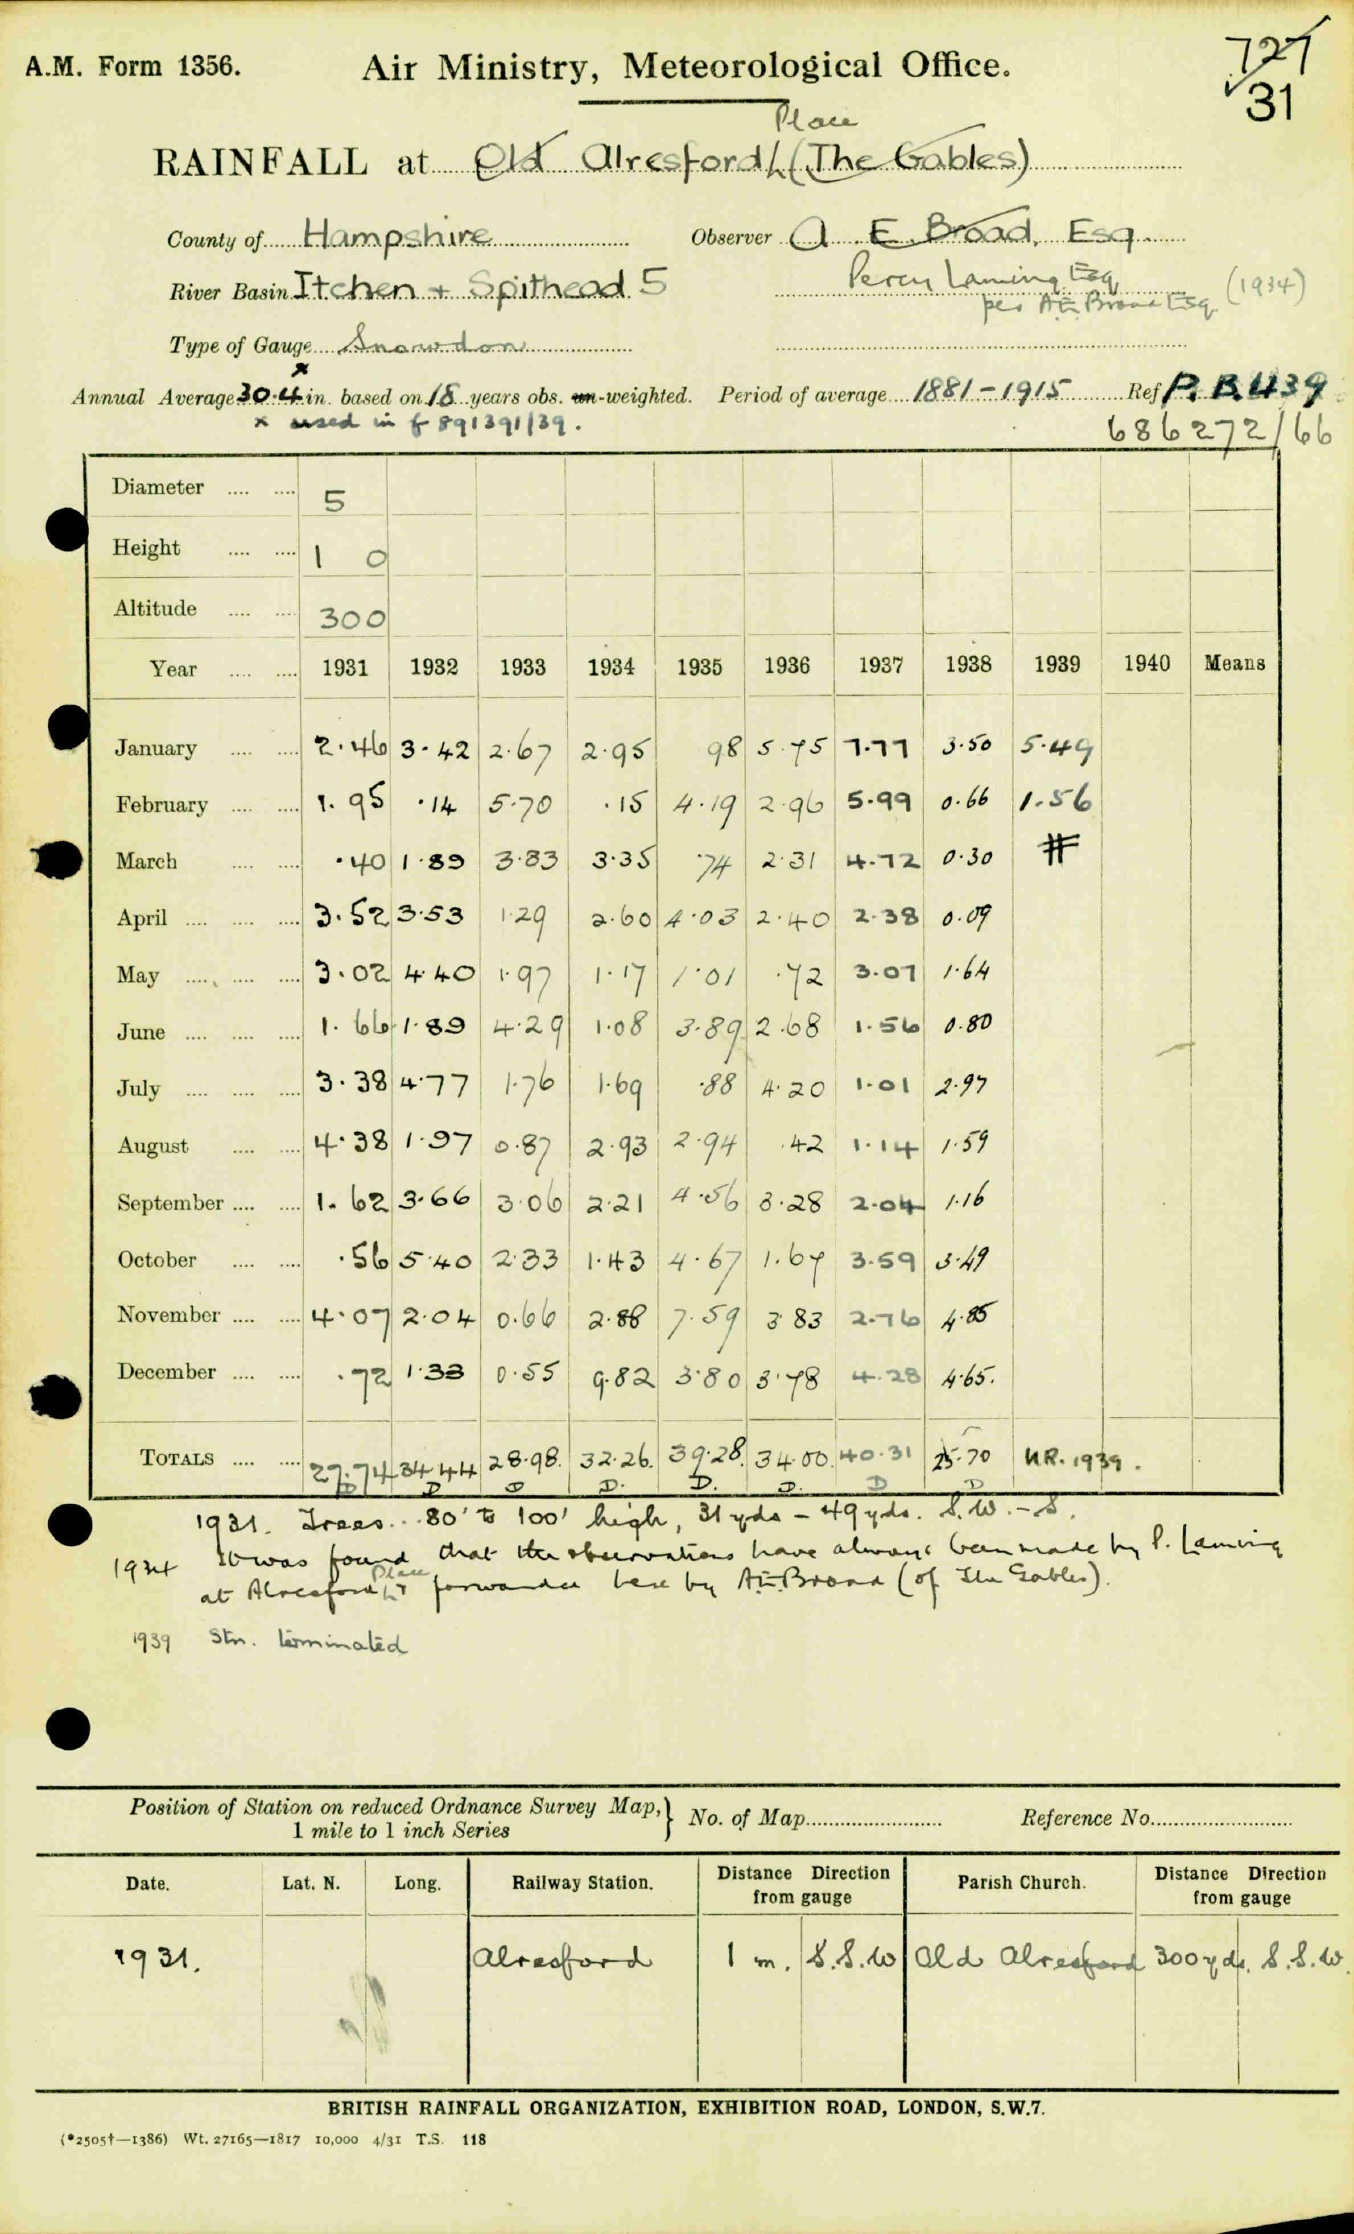 A.M. Form 1356.
Air Ministry, Meteorological Office.
727
31
Place
RAINFALL at Old Alresford (The Gables)
County of Hampshire Observer A. E. Broad, Esq.
River Basin Itchen + Spithead 5 Percy Laming Esq (1934)
per A.E. Broad Esq
Type of Gauge Snowdon
x
Annual Average 30.4 in. based on 18 years obs. un-weighted. Period of average 1881-1915 Ref P.B.439
x used in f 891391/39.
686272/66
Diameter 5
Height 1 0
Altitude 300
Year 1931 1932 1933 1934 1935 1936 1937 1938 1939 1940 Means
January 2.46 3.42 2.67 2.95 98 5.75 7.77 3.50 5.49
February 1.95 .14 5.70 .15 4.19 2.96 5.99 0.66 1.56
March .40 1.89 3.83 3.35 .74 2.31 4.72 0.30 #
April 3.52 3.53 1.29 2.60 4.03 2.40 2.38 0.09
May 3.02 4.40 1.97 1.17 1.01 .72 3.07 1.64
June 1.66 1.89 4.29 1.08 3.89 2.68 1.56 0.80
July 3.38 4.77 1.76 1.69 .88 4.20 1.01 2.97
August 4.38 1.97 0.87 2.93 2.94 .42 1.14 1.59
September 1.62 3.66 3.06 2.21 4.56 3.28 2.04 1.16
October .56 5.40 2.33 1.43 4.67 1.67 3.59 3.49
November 4.07 2.04 0.66 2.88 7.59 3.83 2.76 4.85
December .72 1.33 0.55 9.82 3.80 3.78 4.28 4.65.
TOTALS 27.74 34.44 28.98. 32.26. 39.28. 34.00. 40.31 25.70 U.R. 1939.
D D D D. D. D. D D
1931. Trees. 80' to 100' high, 31 yds - 49 yds. S.W. - S.
1934 It was found that the observations have always been made by P. Laming
Place
at Alresford & forwarded here by A.E. Broad (of The Gables).
1939 Stn. terminated
Position of Station on reduced Ordnance Survey Map, 1 mile to 1 inch Series } No. of Map Reference No.
Date. Lat. N. Long. Railway Station. Distance Direction from gauge Parish Church. Distance Direction from gauge
1931. Alresford 1 m. S.S.W Old Alresford 300 yds. S.S.W.
BRITISH RAINFALL ORGANIZATION, EXHIBITION ROAD, LONDON, S.W.7.
(*2505†—1386) Wt. 27165—1817 10,000 4/31 T.S. 118